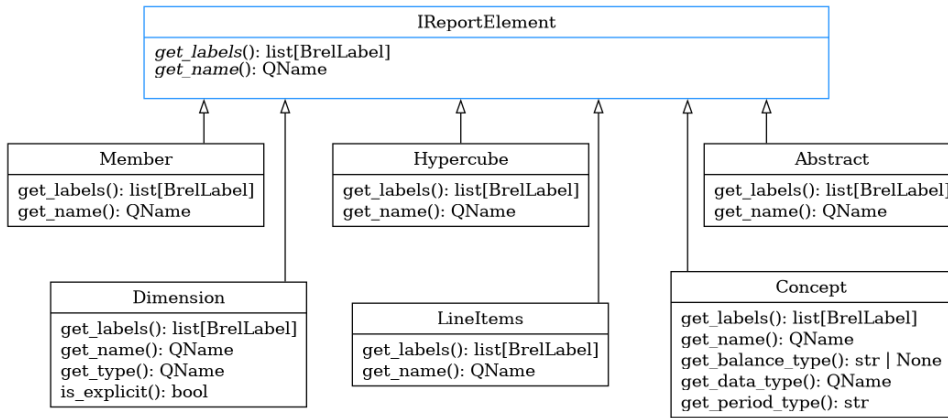 IReportElement
get_labels(): list[BrelLabel]
get_name(): QName
Member
get_labels(): list[BrelLabel]
get_name(): QName
Hypercube
get_labels(): list[BrelLabel]
get_name(): QName
Abstract
get_labels(): list[BrelLabel]
get_name(): QName
Dimension
get_labels(): list[BrelLabel]
get_name(): QName
get_type(): QName
is_explicit(): bool
LineItems
get_labels(): list[BrelLabel]
get_name(): QName
Concept
get_labels(): list[BrelLabel]
get_name(): QName
get_balance_type(): str | None
get_data_type(): QName
get_period_type(): str